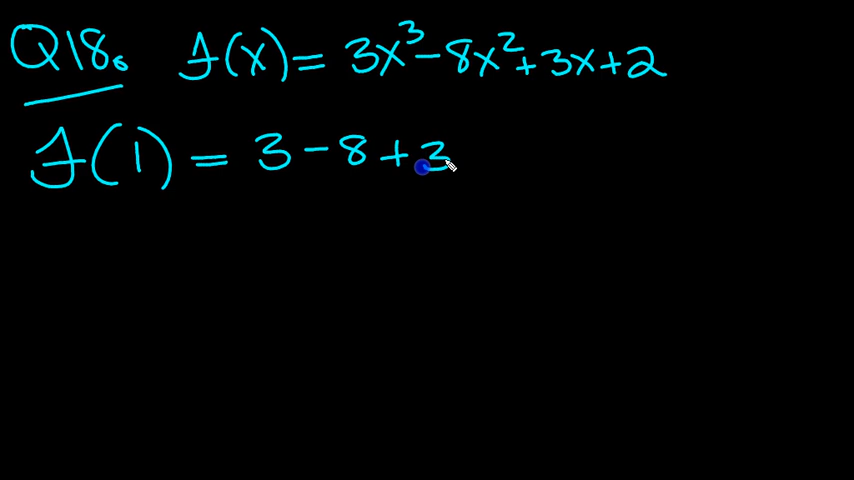 Q18. f(x) = 3x³ - 8x² + 3x + 2
f(1) = 3 - 8 + 3